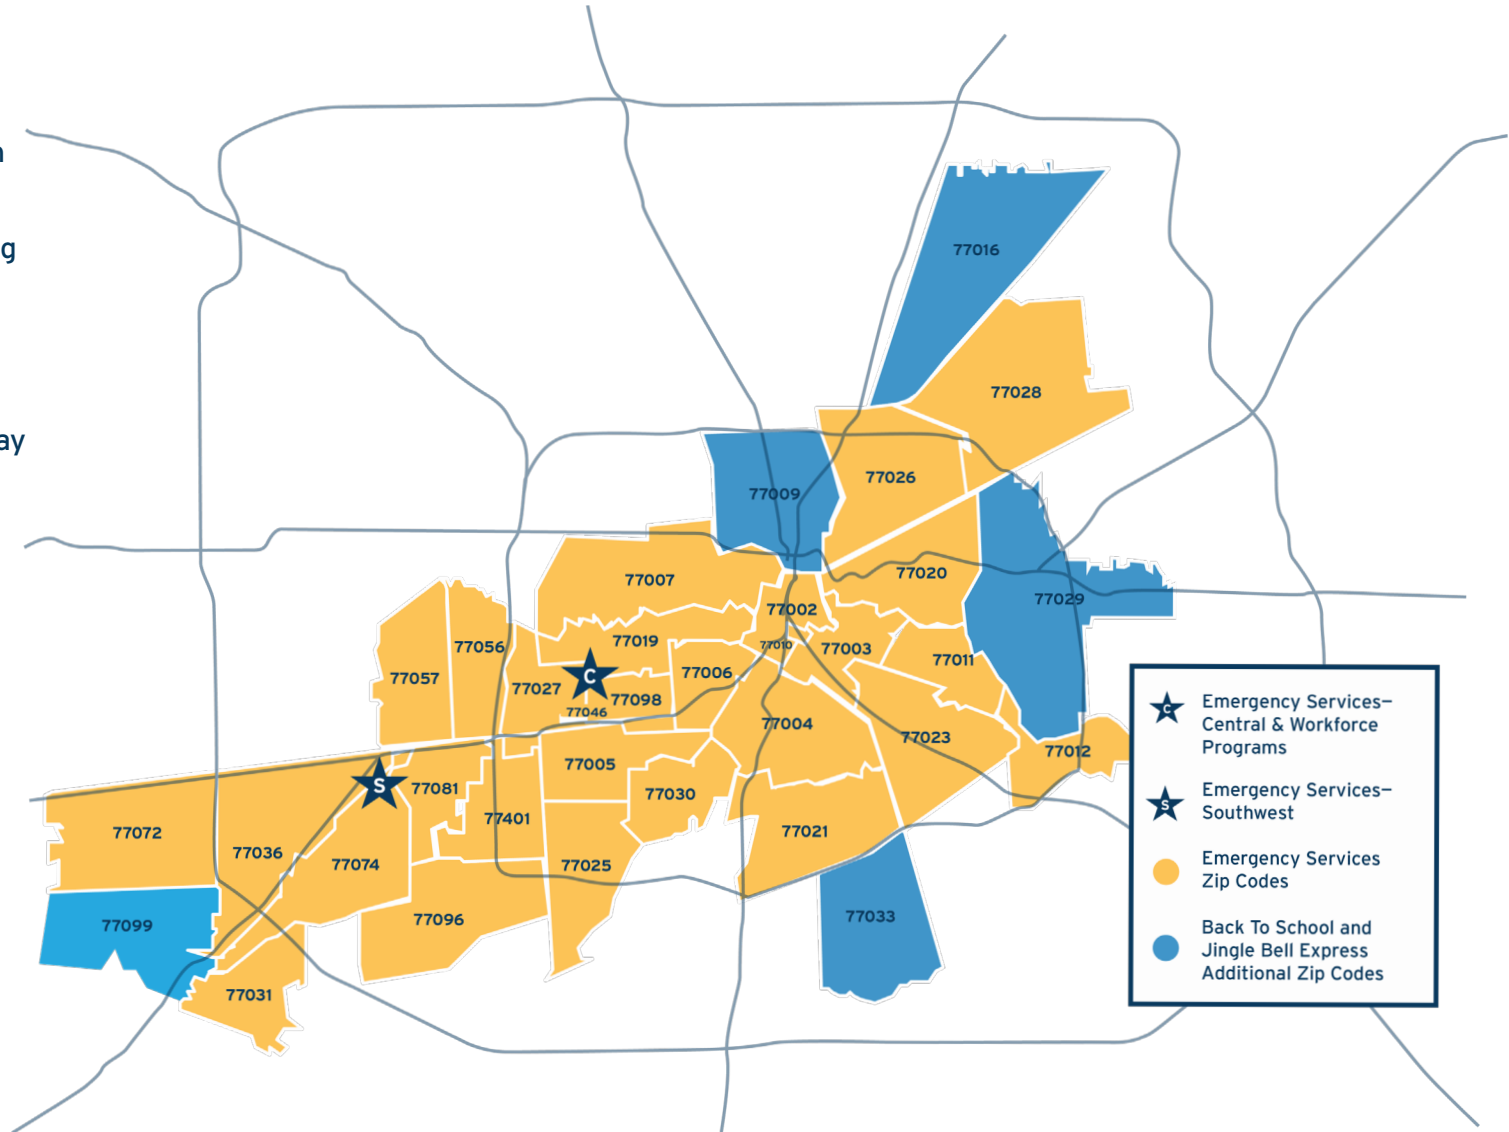 n
g
ay
77016
77028
77026
77009
77020
77007
77029
77002
77019
77010
77003
77056
77011
77057
77006
77027
C
77098
77046
77004
77023
77012
77005
S
77081
77030
77401
77021
77072
77036
77074
77025
77033
77096
77099
77031
C
Emergency Services–
Central & Workforce
Programs
S
Emergency Services–
Southwest
Emergency Services
Zip Codes
Back To School and
Jingle Bell Express
Additional Zip Codes